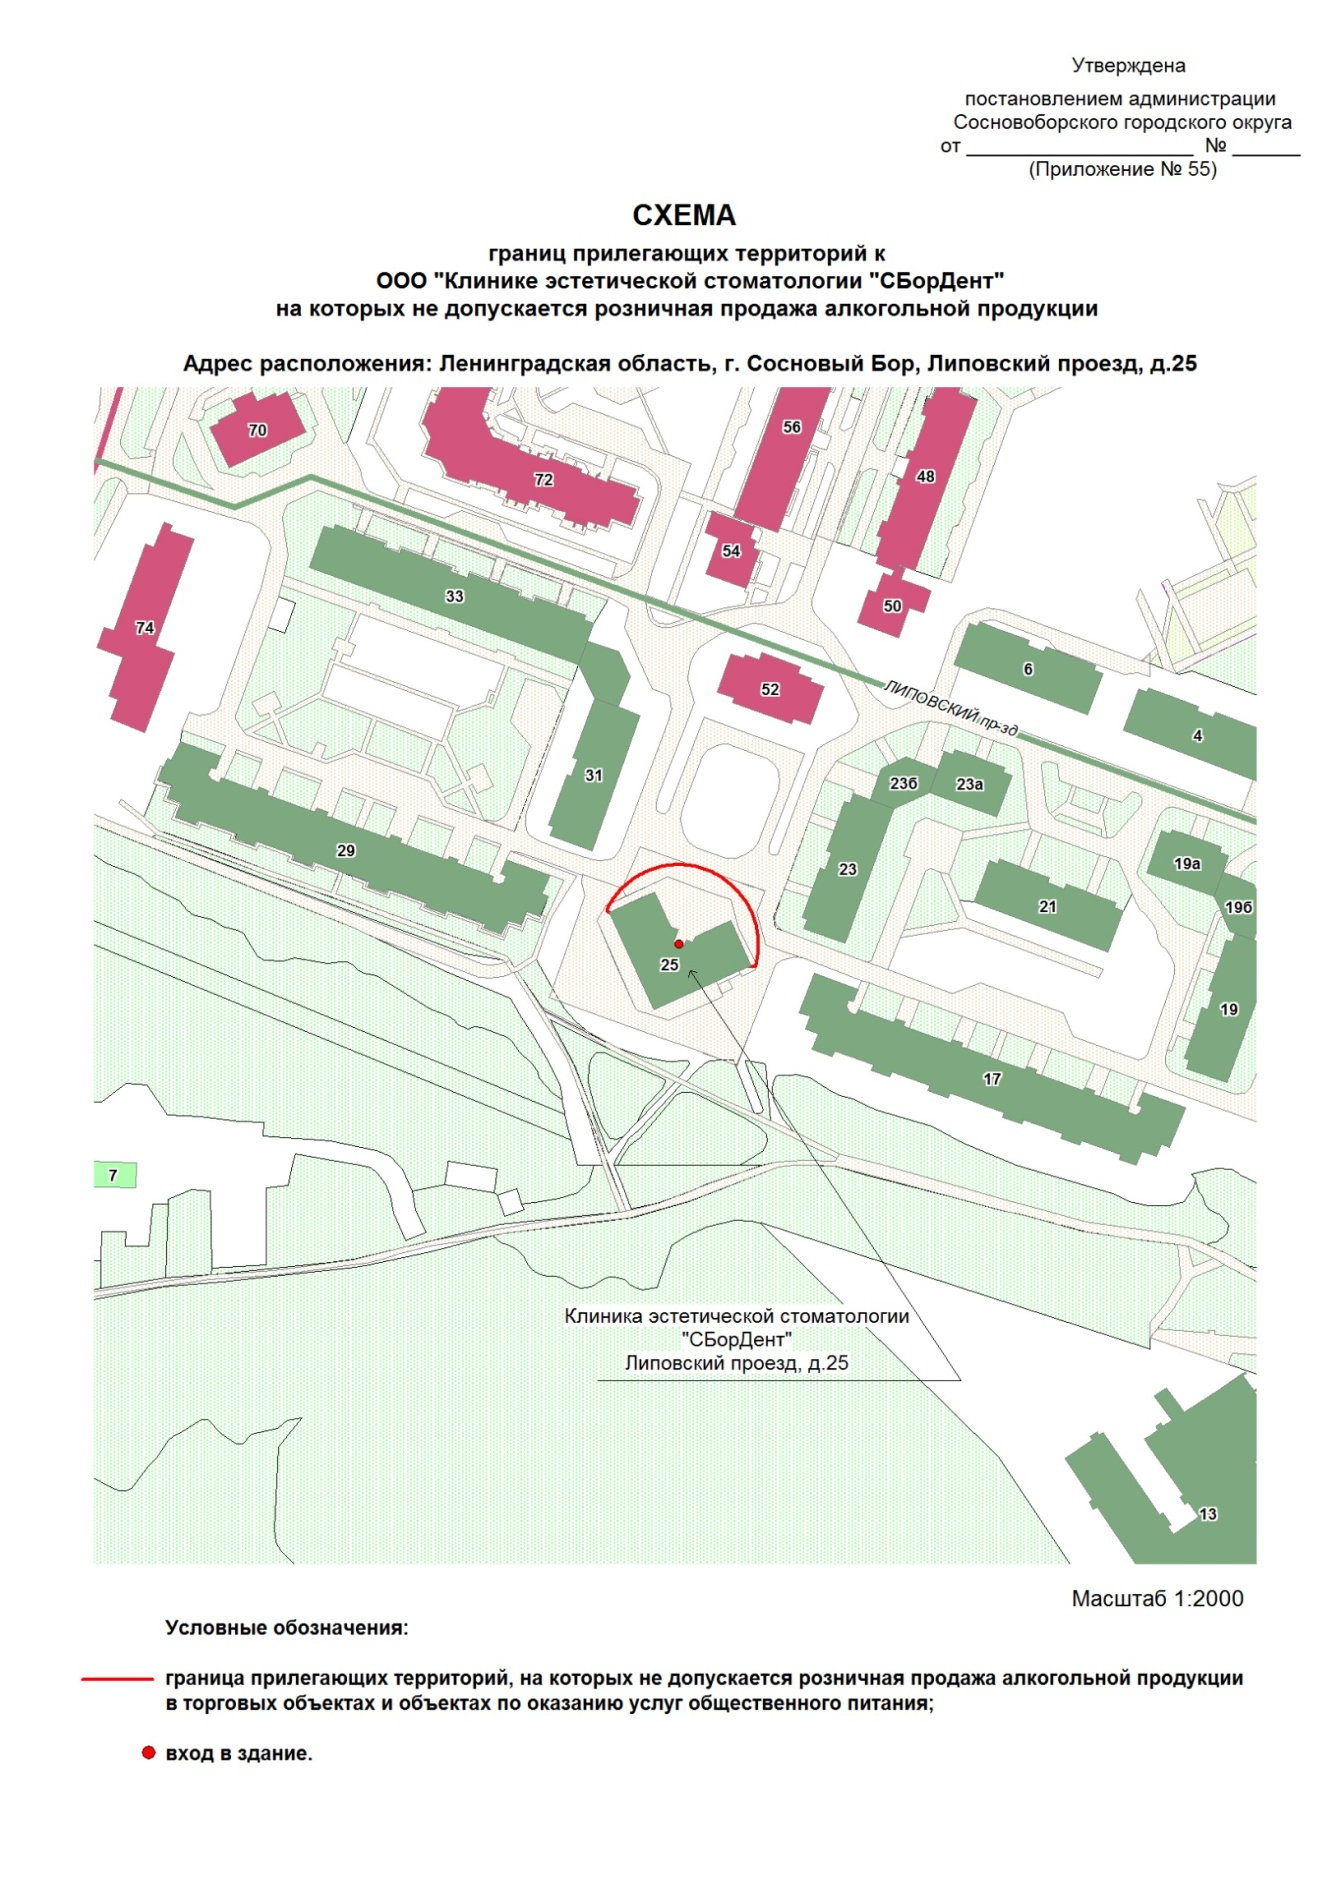 Утверждена
постановлением администрации
Сосновоборского городского округа
от ____________________ № ______
(Приложение № 55)
СХЕМА
границ прилегающих территорий к
ООО "Клинике эстетической стоматологии "СБорДент"
на которых не допускается розничная продажа алкогольной продукции
Адрес расположения: Ленинградская область, г. Сосновый Бор, Липовский проезд, д.25
70
56
72
48
54
33
50
74
6
52
ЛИПОВСКИЙ пр-зд
4
31
23б
23а
29
19а
23
21
19б
25
19
17
7
Клиника эстетической стоматологии
"СБорДент"
Липовский проезд, д.25
13
Масштаб 1:2000
Условные обозначения:
граница прилегающих территорий, на которых не допускается розничная продажа алкогольной продукции
в торговых объектах и объектах по оказанию услуг общественного питания;
вход в здание.